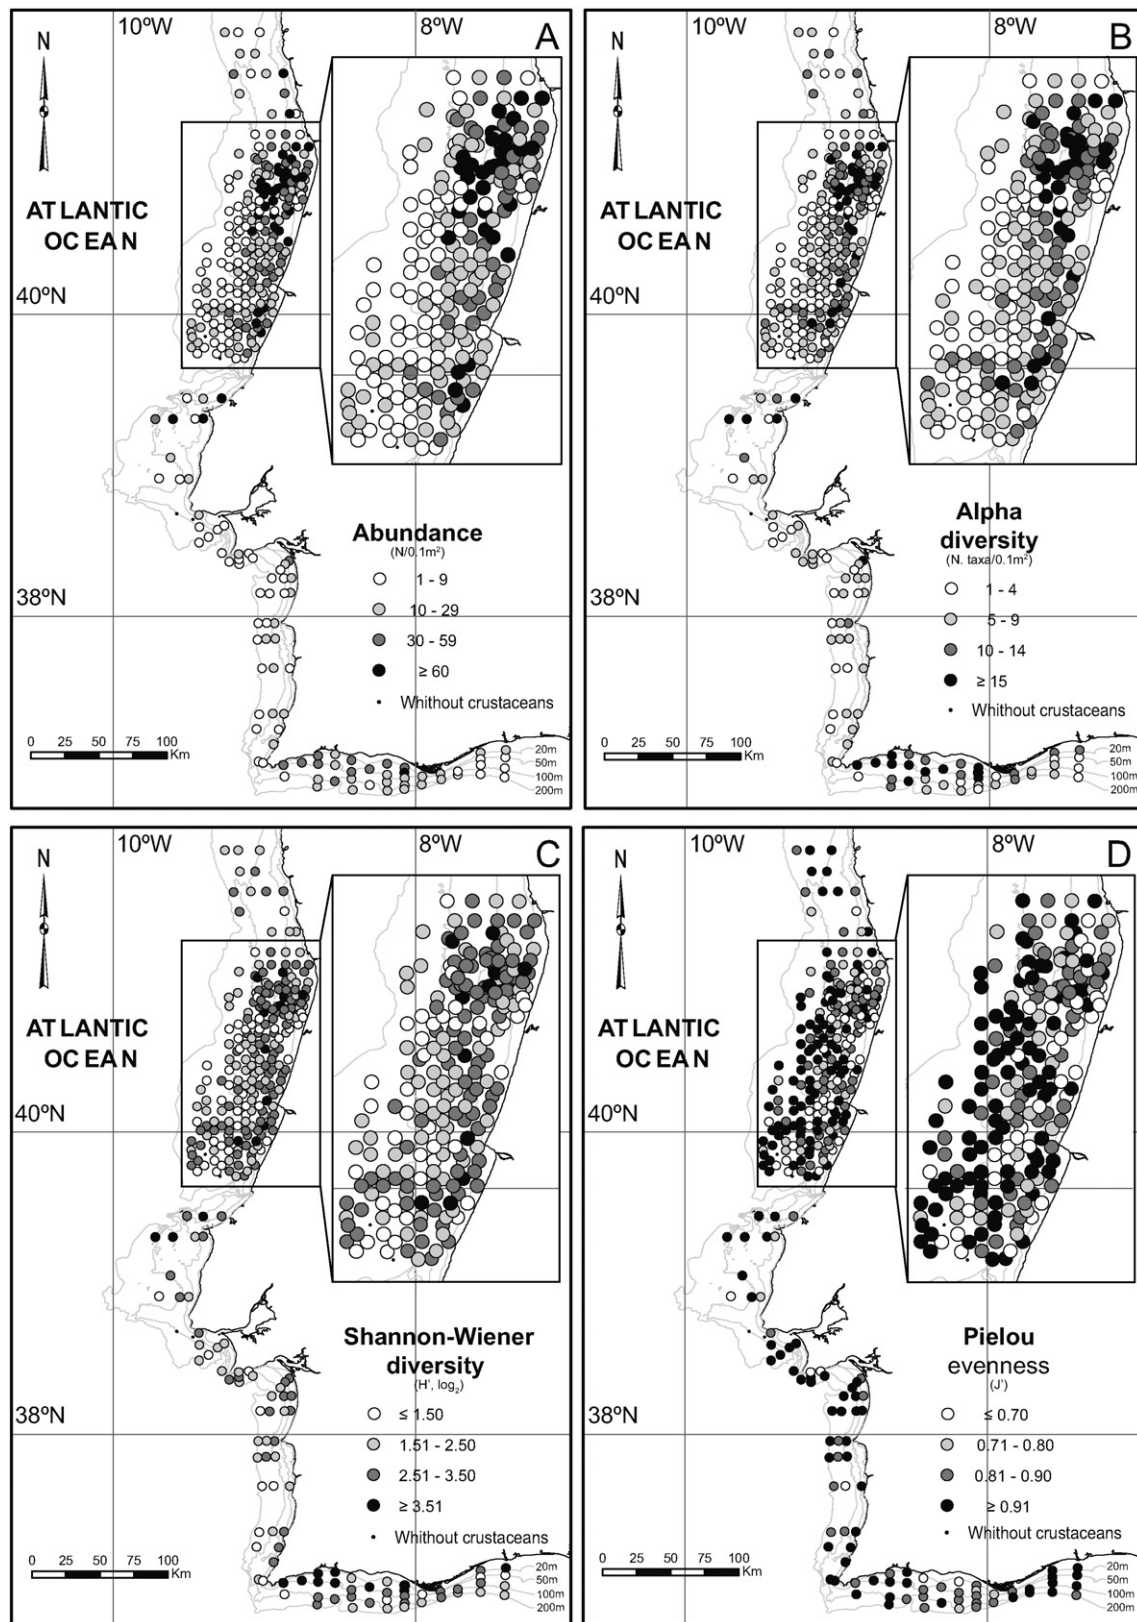 10ºW 8ºW A
N
ATLANTIC
OCEAN
40ºN
Abundance
(N/0.1m²)
1 - 9
10 - 29
30 - 59
≥ 60
Whithout crustaceans
38ºN
0 25 50 75 100
Km
20m
50m
100m
200m
10ºW 8ºW B
N
ATLANTIC
OCEAN
40ºN
Alpha
diversity
(N. taxa/0.1m²)
1 - 4
5 - 9
10 - 14
≥ 15
Whithout crustaceans
38ºN
0 25 50 75 100
Km
20m
50m
100m
200m
10ºW 8ºW C
N
ATLANTIC
OCEAN
40ºN
Shannon-Wiener
diversity
(H', log₂)
≤ 1.50
1.51 - 2.50
2.51 - 3.50
≥ 3.51
Whithout crustaceans
38ºN
0 25 50 75 100
Km
20m
50m
100m
200m
10ºW 8ºW D
N
ATLANTIC
OCEAN
40ºN
Pielou
evenness
(J')
≤ 0.70
0.71 - 0.80
0.81 - 0.90
≥ 0.91
Whithout crustaceans
38ºN
0 25 50 75 100
Km
20m
50m
100m
200m